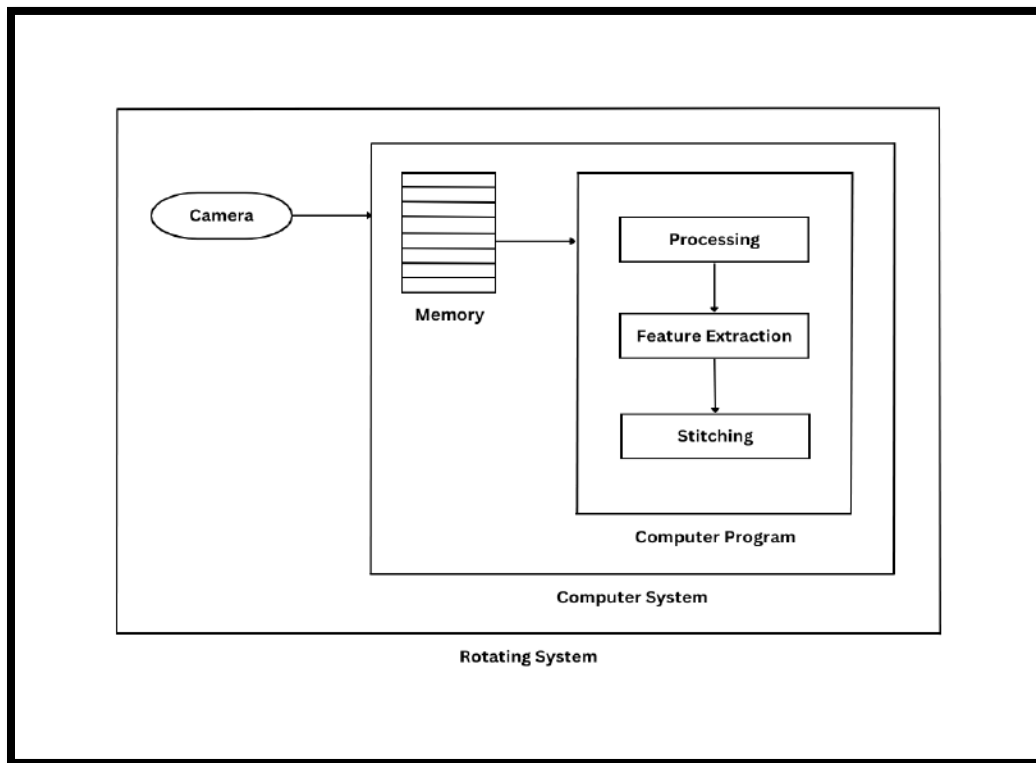 Camera
Memory
Processing
Feature Extraction
Stitching
Computer Program
Computer System
Rotating System